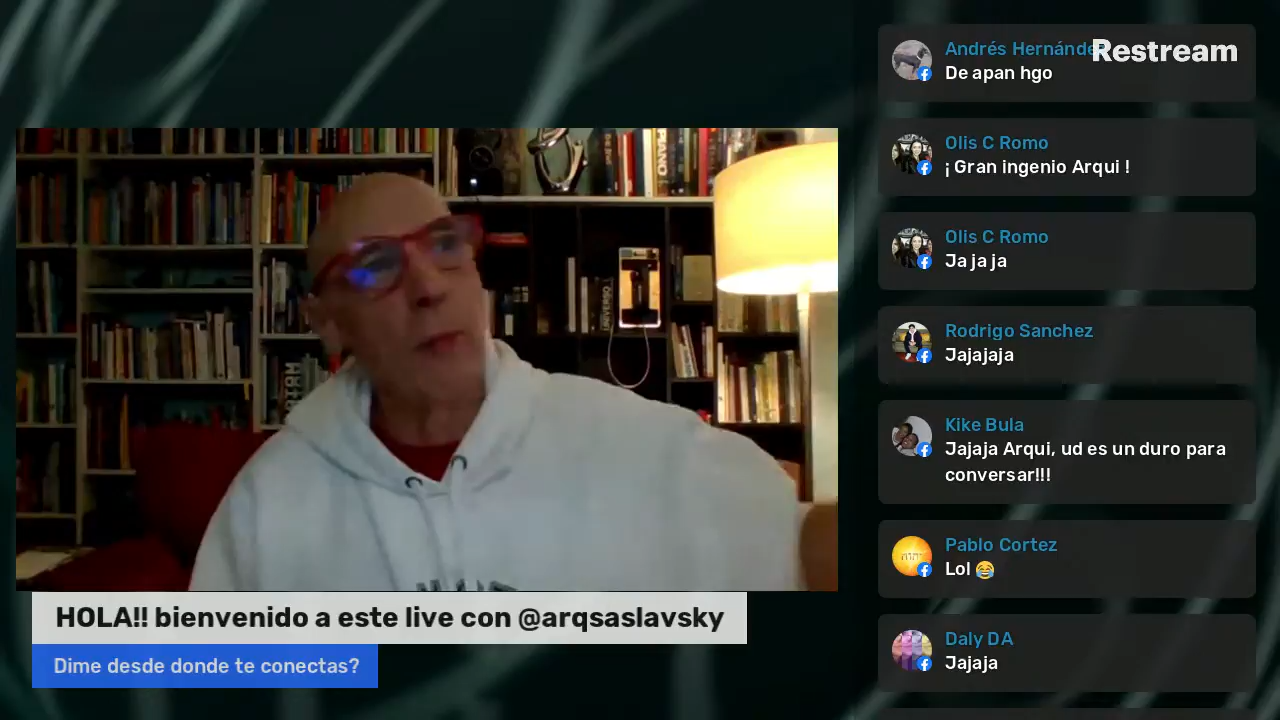 Andrés Hernánde
Restream
De apan hgo
Olis C Romo
¡ Gran ingenio Arqui !
Olis C Romo
Ja ja ja
Rodrigo Sanchez
Jajajaja
Kike Bula
Jajaja Arqui, ud es un duro para
conversar!!!
Pablo Cortez
Lol 😂
Daly DA
Jajaja
PIANO
UNIVERSO
HOLA!! bienvenido a este live con @arqsaslavsky
Dime desde donde te conectas?